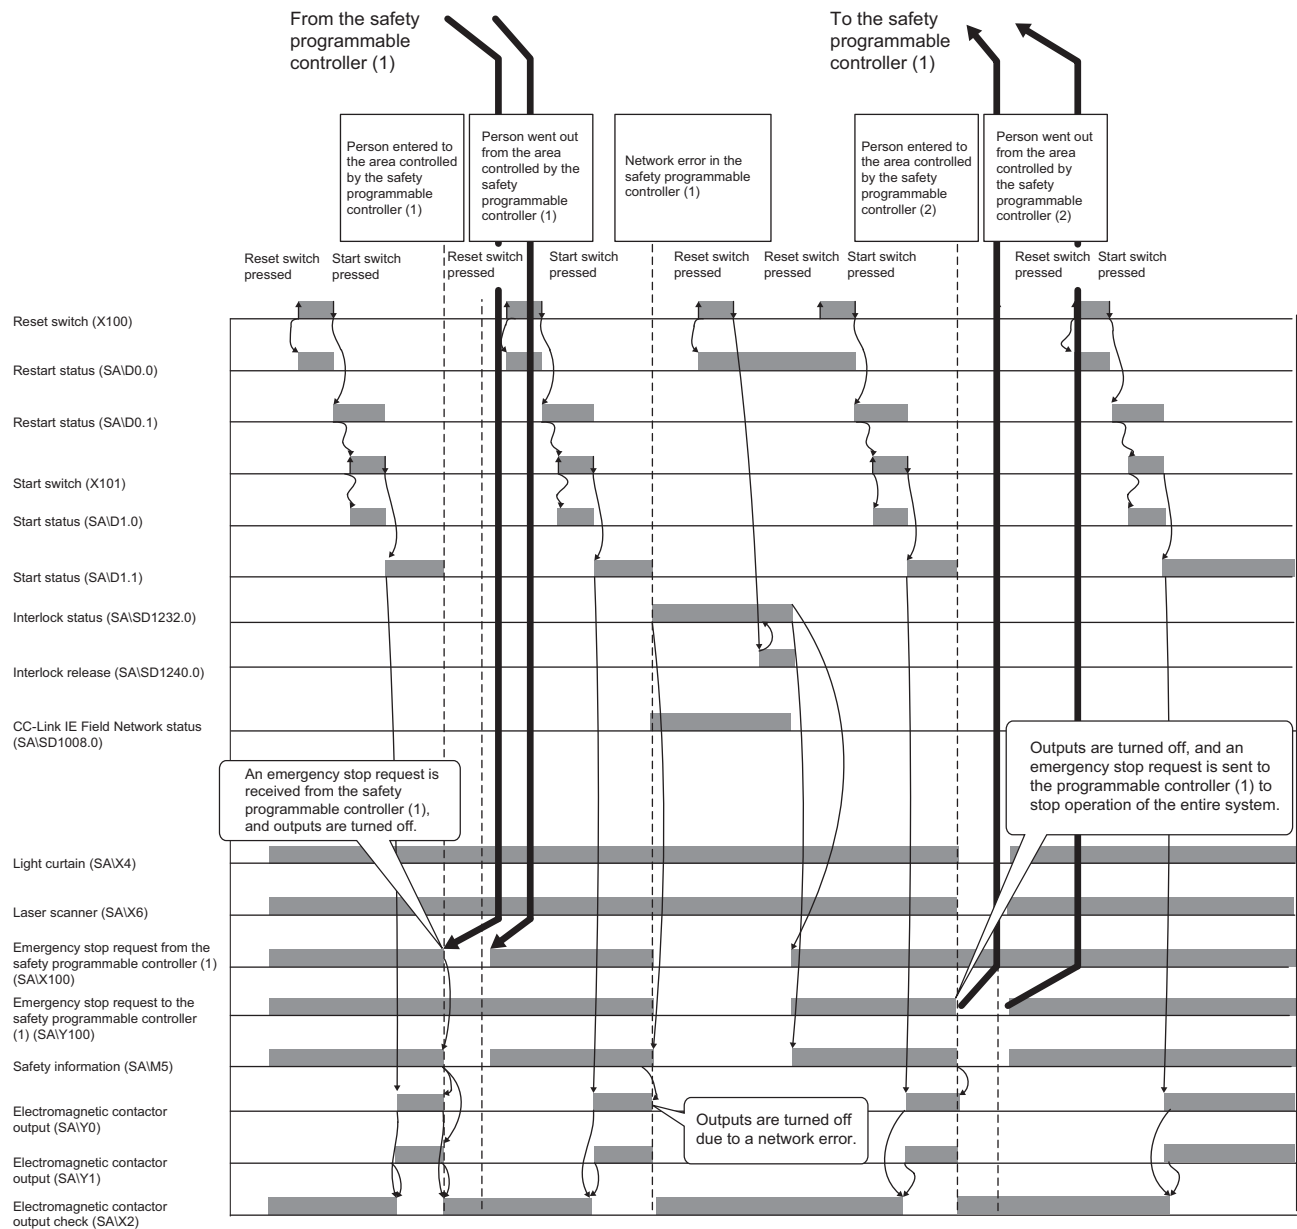 From the safety
programmable
controller (1)
To the safety
programmable
controller (1)
Person entered to
the area controlled
by the safety
programmable
controller (1)
Person went out
from the area
controlled by the
safety
programmable
controller (1)
Network error in the
safety programmable
controller (1)
Person entered to
the area controlled
by the safety
programmable
controller (2)
Person went out
from the area
controlled by
the safety
programmable
controller (2)
Reset switch
pressed
Start switch
pressed
Reset switch
pressed
Start switch
pressed
Reset switch
pressed
Reset switch
pressed
Start switch
pressed
Reset switch
pressed
Start switch
pressed
Reset switch (X100)
Restart status (SA\D0.0)
Restart status (SA\D0.1)
Start switch (X101)
Start status (SA\D1.0)
Start status (SA\D1.1)
Interlock status (SA\SD1232.0)
Interlock release (SA\SD1240.0)
CC-Link IE Field Network status
(SA\SD1008.0)
An emergency stop request is
received from the safety
programmable controller (1),
and outputs are turned off.
Outputs are turned off, and an
emergency stop request is sent to
the programmable controller (1) to
stop operation of the entire system.
Light curtain (SA\X4)
Laser scanner (SA\X6)
Emergency stop request from the
safety programmable controller (1)
(SA\X100)
Emergency stop request to the
safety programmable controller
(1) (SA\Y100)
Safety information (SA\M5)
Electromagnetic contactor
output (SA\Y0)
Outputs are turned off
due to a network error.
Electromagnetic contactor
output (SA\Y1)
Electromagnetic contactor
output check (SA\X2)